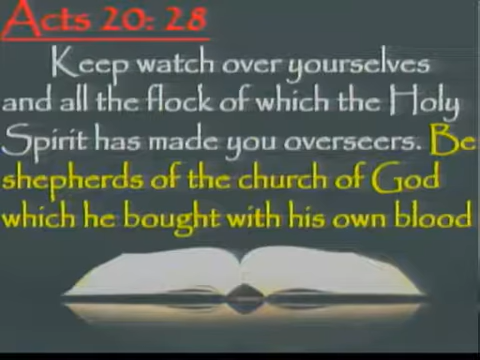 Acts 20: 28
Keep watch over yourselves
and all the flock of which the Holy
Spirit has made you overseers. Be
shepherds of the church of God
which he bought with his own blood